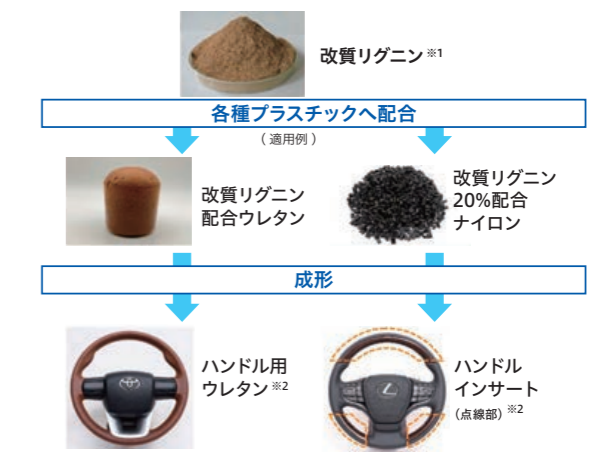 改質リグニン※1
各種プラスチックへ配合
（適用例）
改質リグニン
配合ウレタン
改質リグニン
20%配合
ナイロン
成形
ハンドル用
ウレタン※2
ハンドル
インサート
（点線部）※2